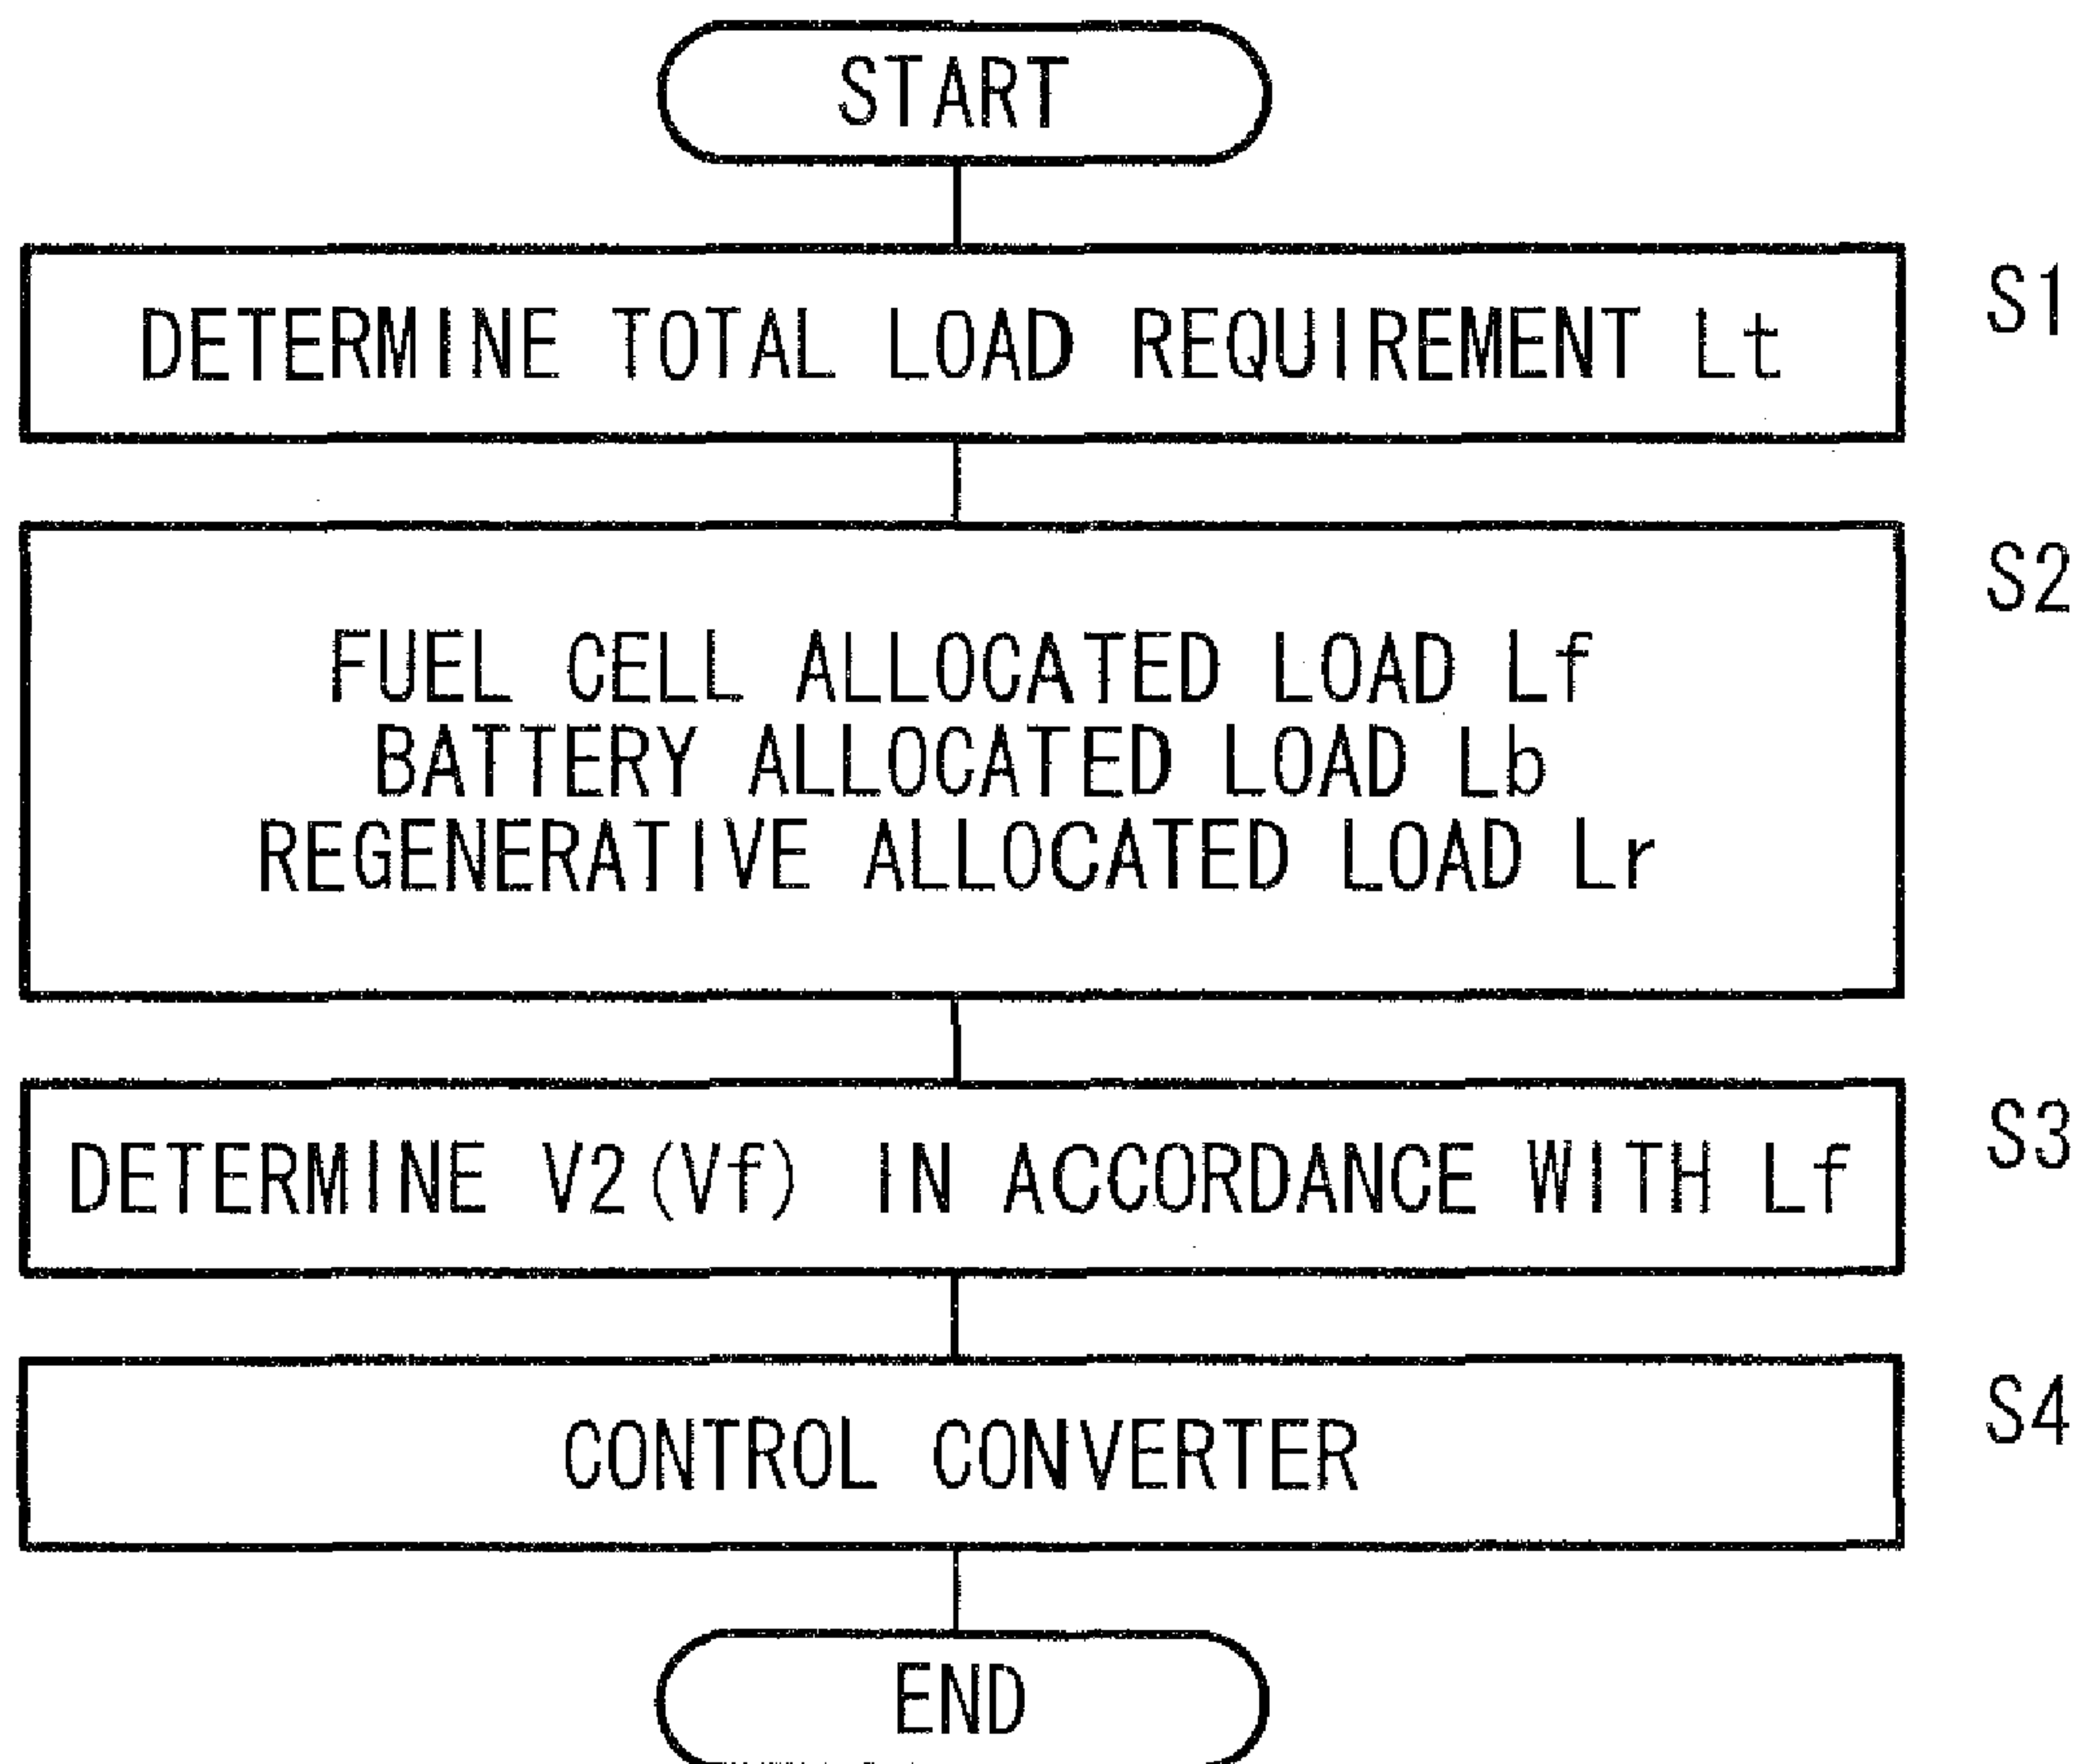 START
DETERMINE TOTAL LOAD REQUIREMENT Lt
S1
S2
FUEL CELL ALLOCATED LOAD Lf
BATTERY ALLOCATED LOAD Lb
REGENERATIVE ALLOCATED LOAD Lr
DETERMINE V2(Vf) IN ACCORDANCE WITH Lf
S3
CONTROL CONVERTER
S4
END